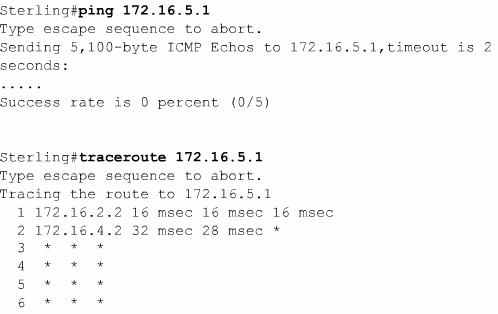 Sterling#ping 172.16.5.1
Type escape sequence to abort.
Sending 5,100-byte ICMP Echos to 172.16.5.1,timeout is 2
seconds:
.....
Success rate is 0 percent (0/5)
Sterling#traceroute 172.16.5.1
Type escape sequence to abort.
Tracing the route to 172.16.5.1
1 172.16.2.2 16 msec 16 msec 16 msec
2 172.16.4.2 32 msec 28 msec *
3 * * *
4 * * *
5 * * *
6 * * *